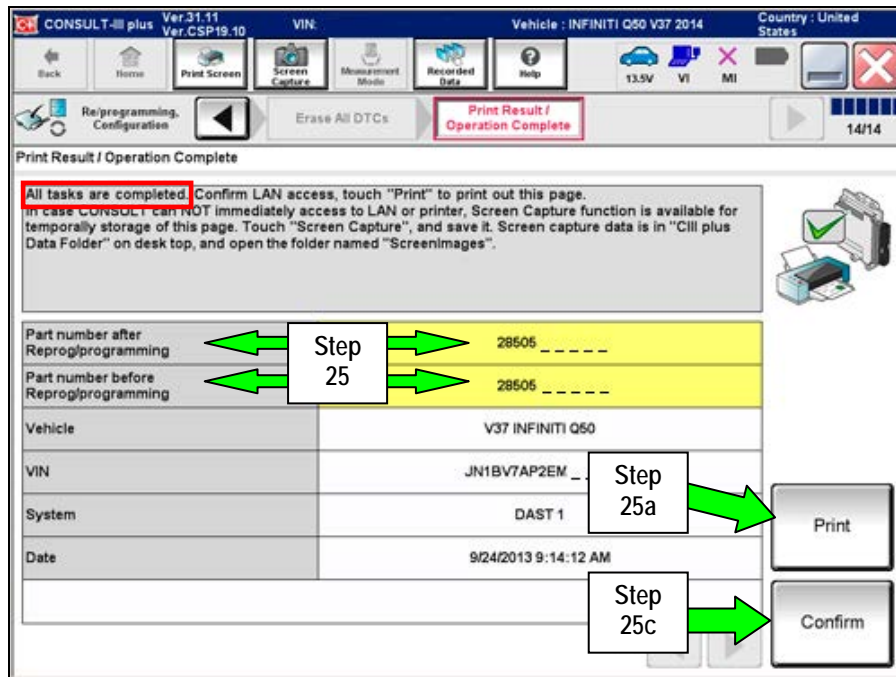 CONSULT-III plus Ver.31.11 VIN: Vehicle : INFINITI Q50 V37 2014 Country : United
Ver.CSP19.10 States
Back Home Print Screen Screen Capture Measurement Mode Recorded Data Help 13.5V VI MI
Re/programming, Configuration Erase All DTCs Print Result / Operation Complete 14/14
Print Result / Operation Complete
All tasks are completed. Confirm LAN access, touch "Print" to print out this page.
In case CONSULT can NOT immediately access to LAN or printer, Screen Capture function is available for
temporally storage of this page. Touch "Screen Capture", and save it. Screen capture data is in "CIII plus
Data Folder" on desk top, and open the folder named "ScreenImages".
Part number after
Reprog/programming
28505 _ _ _ _ _
Step
25
Part number before
Reprog/programming
28505 _ _ _ _ _
Vehicle V37 INFINITI Q50
VIN JN1BV7AP2EM _
Step
25a
System DAST 1
Print
Date 9/24/2013 9:14:12 AM
Step
25c
Confirm